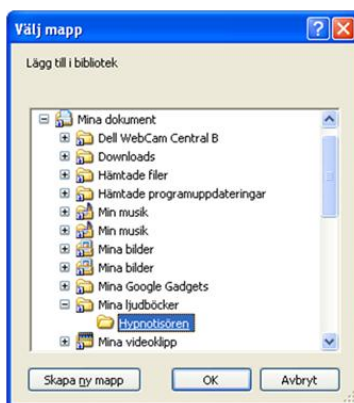 Välj mapp
Lägg till i bibliotek
Mina dokument
Dell WebCam Central B
Downloads
Hämtade filer
Hämtade programuppdateringar
Min musik
Min musik
Mina bilder
Mina bilder
Mina Google Gadgets
Mina ljudböcker
Hypnotisören
Mina videoklipp
Skapa ny mapp OK Avbryt